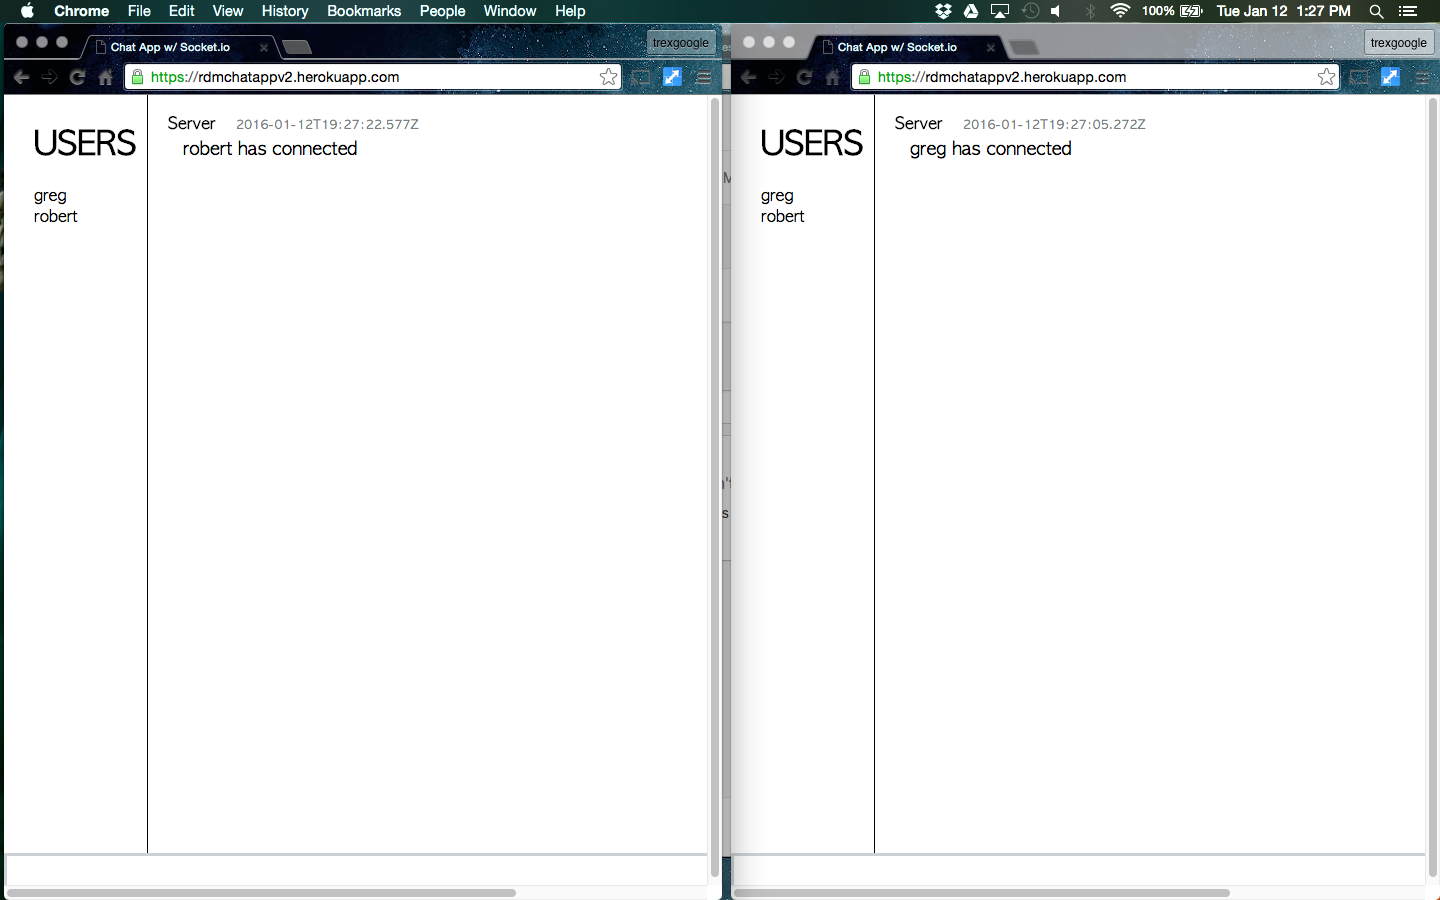 Chrome File Edit View History Bookmarks People Window Help 100% Tue Jan 12 1:27 PM
Chat App w/ Socket.io trexgoogle
https://rdmchatappv2.herokuapp.com
USERS
greg
robert
Server 2016-01-12T19:27:22.577Z
robert has connected
Chat App w/ Socket.io trexgoogle
https://rdmchatappv2.herokuapp.com
USERS
greg
robert
Server 2016-01-12T19:27:05.272Z
greg has connected